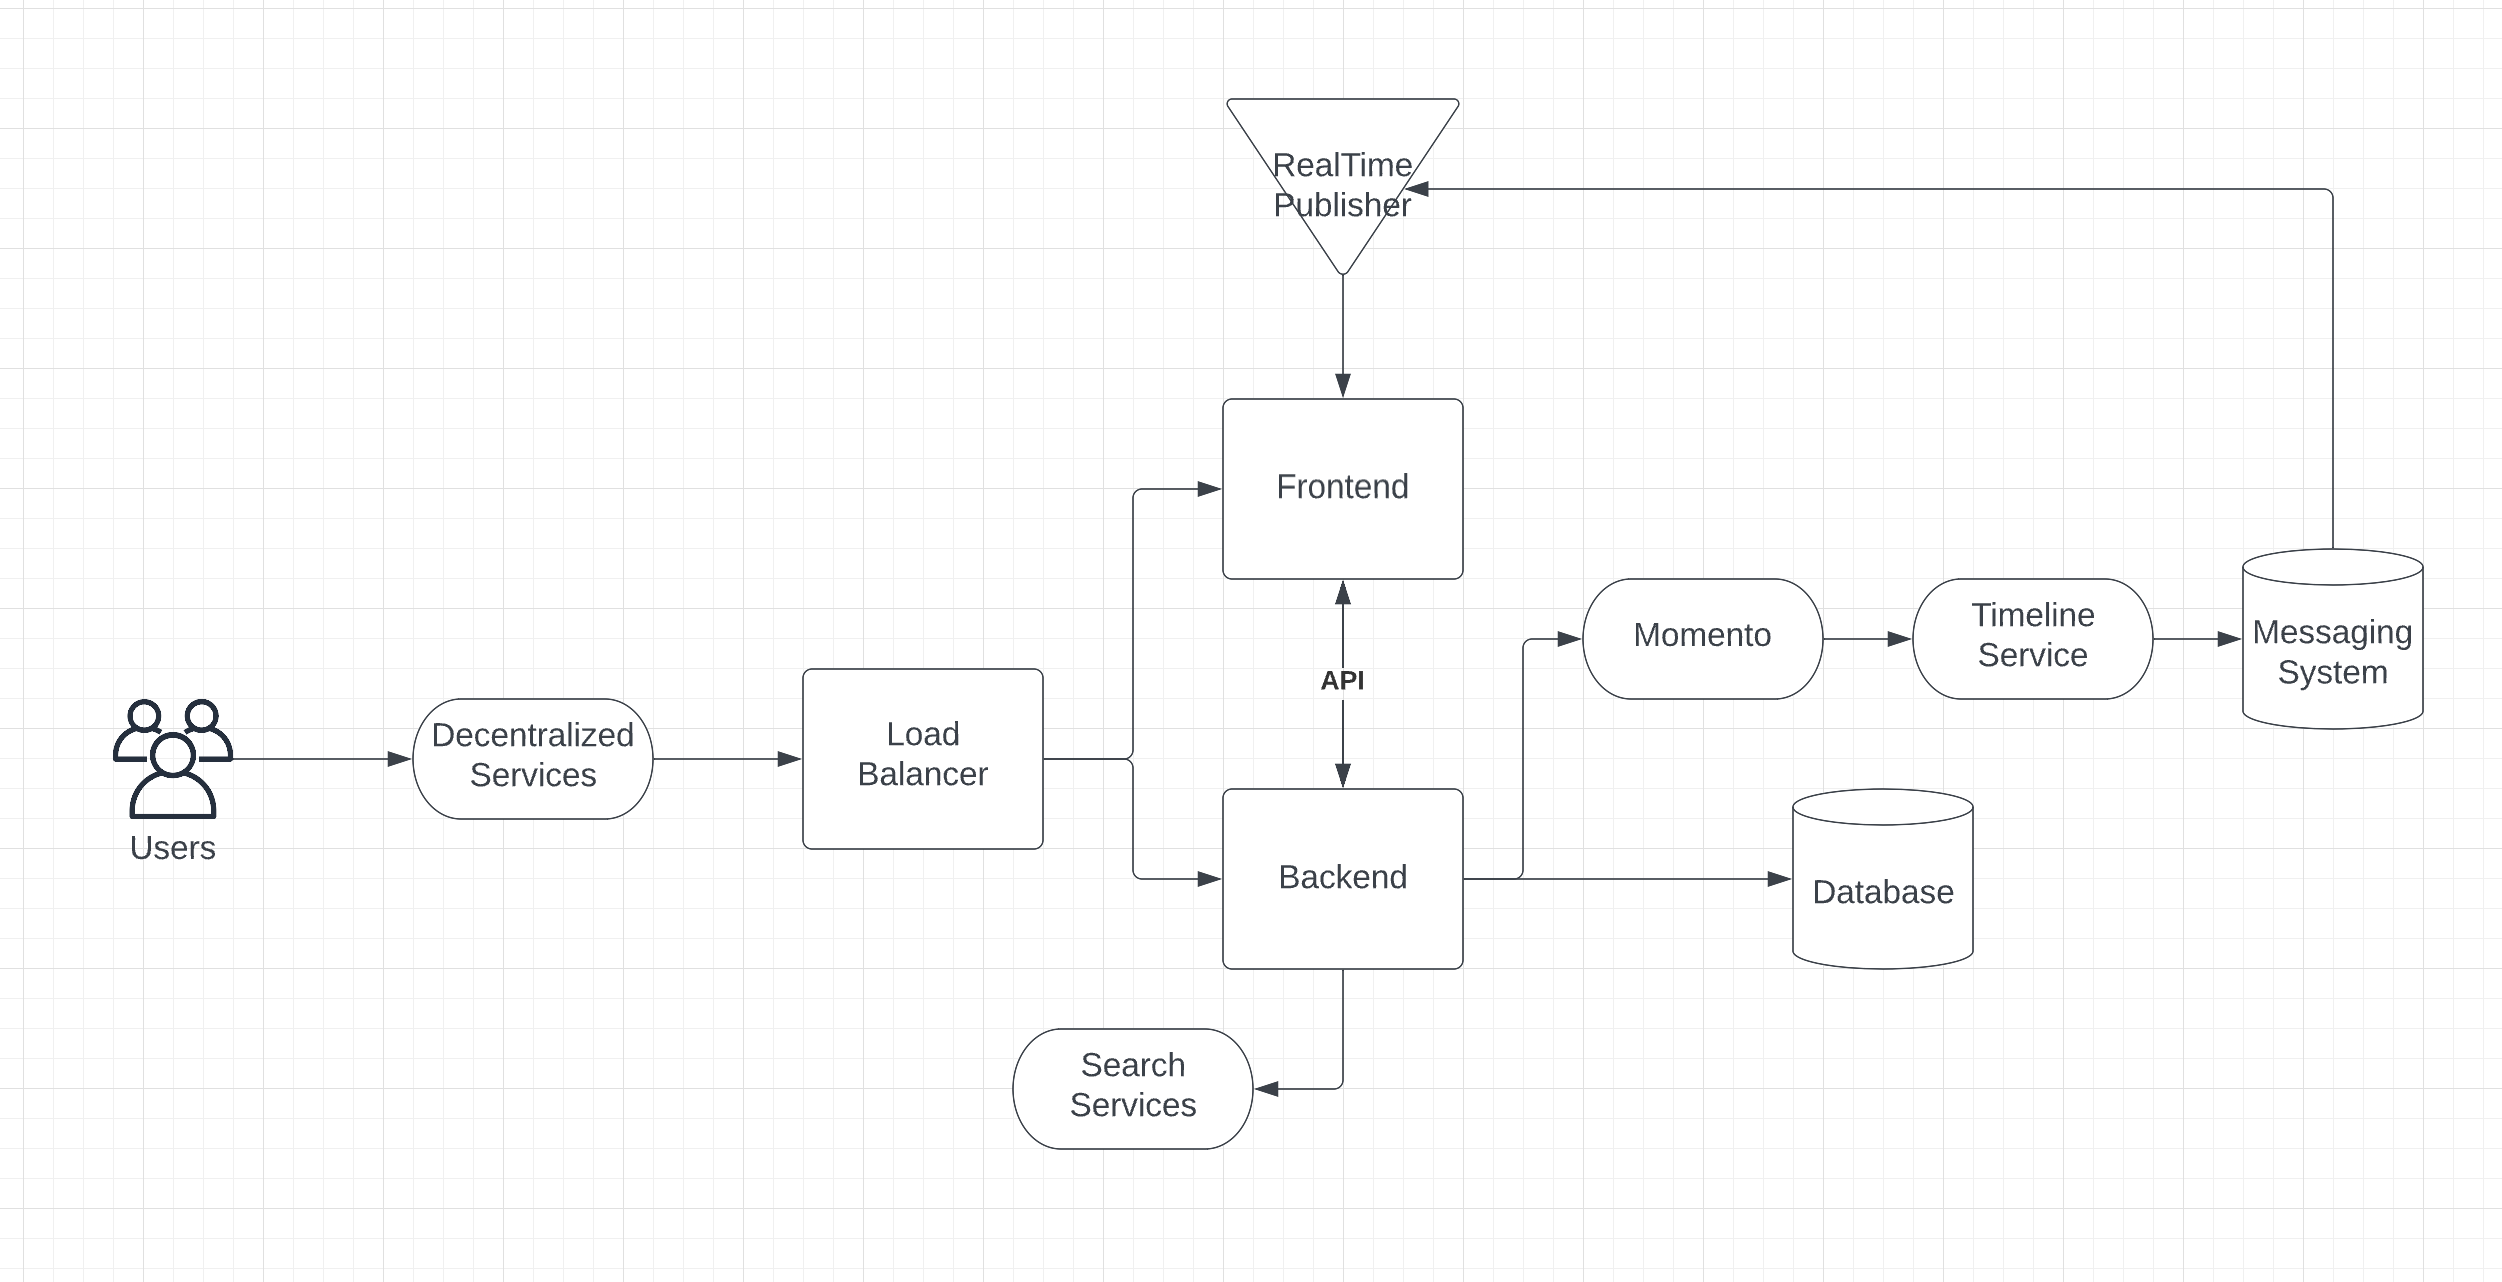 RealTime
Publisher
Frontend
API
Momento
Timeline
Service
Messaging
System
Users
Decentralized
Services
Load
Balancer
Backend
Database
Search
Services